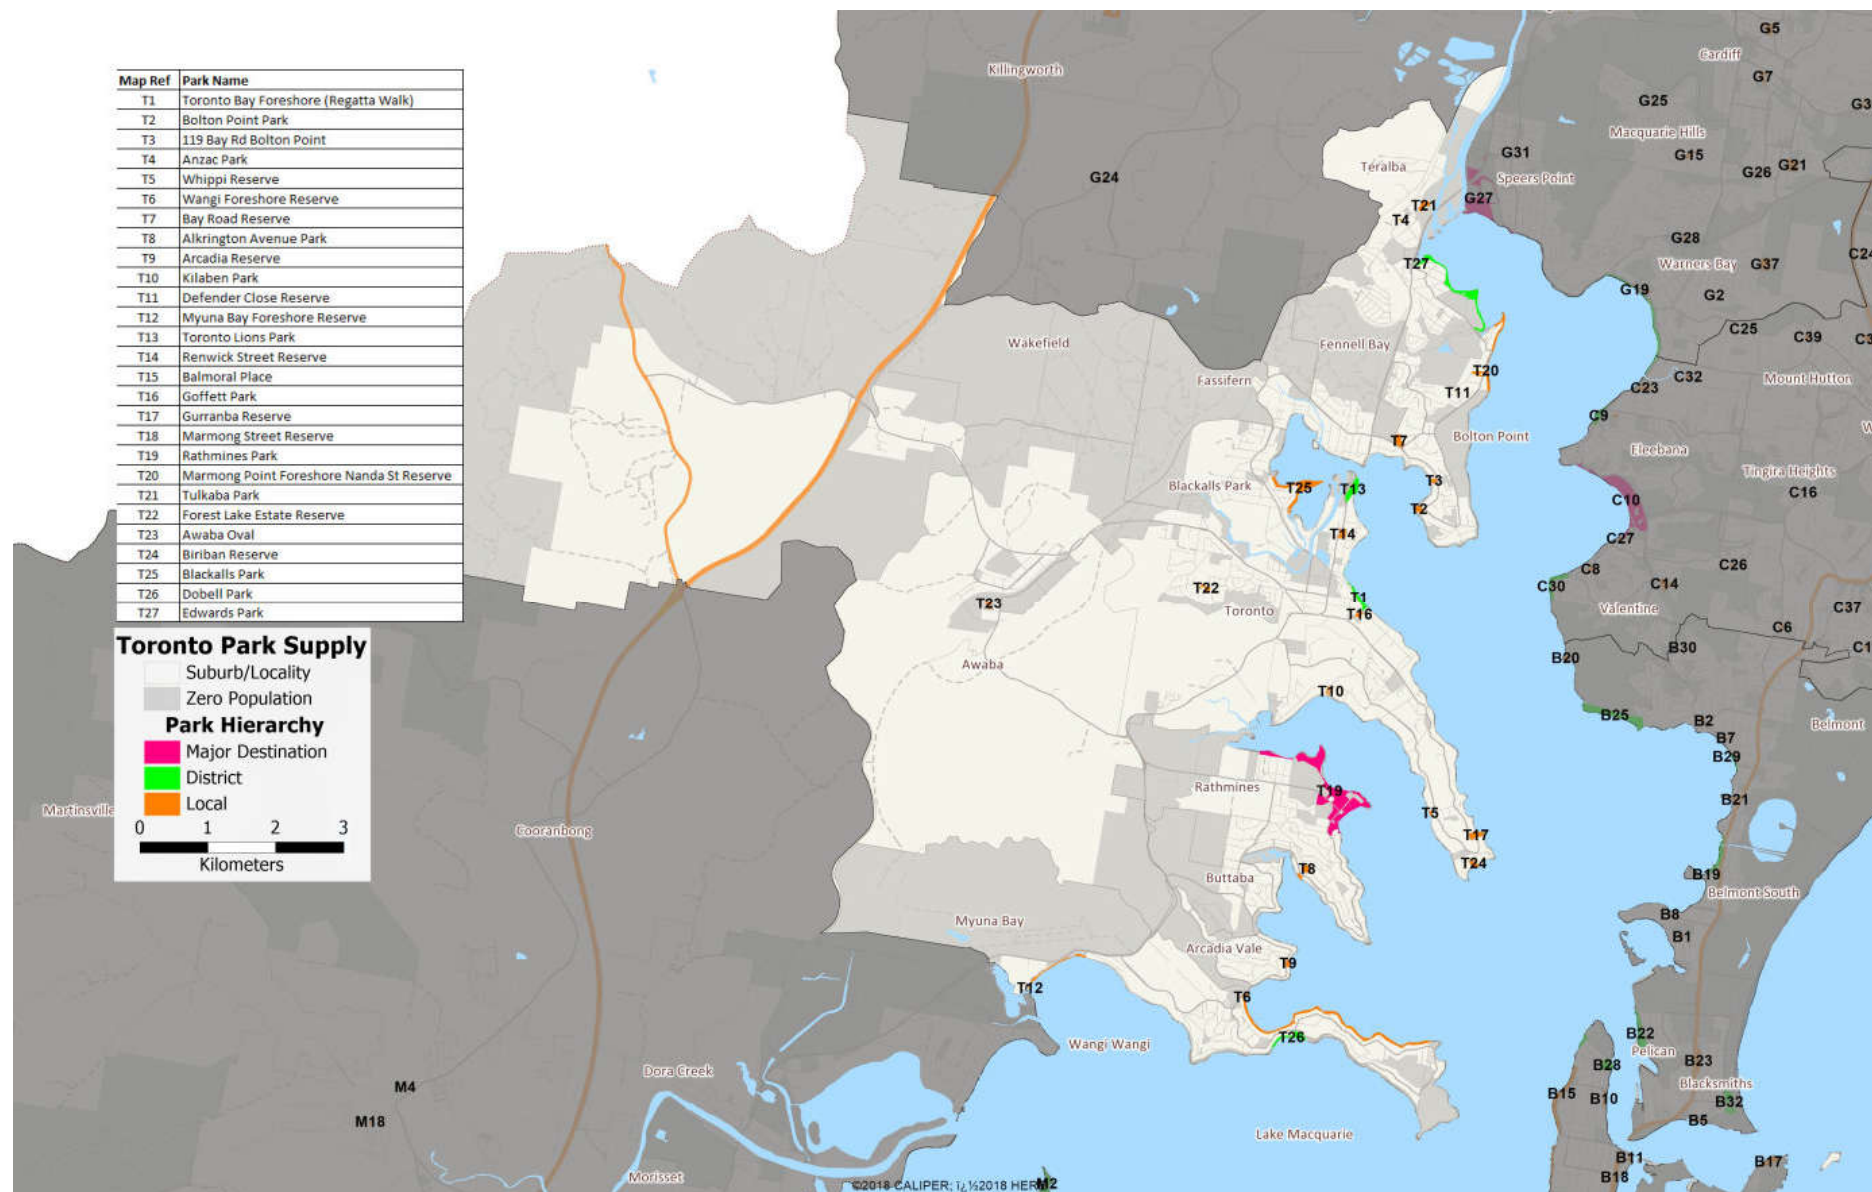 Map Ref Park Name
T1 Toronto Bay Foreshore (Regatta Walk)
T2 Bolton Point Park
T3 119 Bay Rd Bolton Point
T4 Anzac Park
T5 Whippi Reserve
T6 Wangi Foreshore Reserve
T7 Bay Road Reserve
T8 Alkrington Avenue Park
T9 Arcadia Reserve
T10 Kilaben Park
T11 Defender Close Reserve
T12 Myuna Bay Foreshore Reserve
T13 Toronto Lions Park
T14 Renwick Street Reserve
T15 Balmoral Place
T16 Goffett Park
T17 Gurranba Reserve
T18 Marmong Street Reserve
T19 Rathmines Park
T20 Marmong Point Foreshore Nanda St Reserve
T21 Tulkaba Park
T22 Forest Lake Estate Reserve
T23 Awaba Oval
T24 Biriban Reserve
T25 Blackalls Park
T26 Dobell Park
T27 Edwards Park
Toronto Park Supply
Suburb/Locality
Zero Population
Park Hierarchy
Major Destination
District
Local
0 1 2 3
Kilometers
Killingworth
G24
Teralba
T21
T4
T27
G31
Speers Point
G27
Cardiff
G5
G7
G25
G3
Macquarie Hills
G15
G26
G21
G28
Warners Bay
G37
C24
G19
G2
C25
C39
C3
C23
C32
Mount Hutton
C9
W
Eleebana
Tingira Heights
C16
C10
C27
C8
C26
C30
C14
Valentine
C37
C6
B20
B30
C1
B25
B2
Belmont
B7
B29
B21
B19
Belmont South
B8
B1
B22
Pelican
B23
B28
Blacksmiths
B15
B10
B32
B5
B11
B18
B17
Wakefield
Fassifern
Fennell Bay
T20
T11
T7
Bolton Point
Blackalls Park
T25
T13
T3
T2
T14
T22
T23
Toronto
T1
T16
Awaba
T10
Rathmines
T19
T5
T17
T24
T8
Buttaba
Myuna Bay
Arcadia Vale
T9
T12
T6
T26
Wangi Wangi
Martinsville
Cooranbong
Dora Creek
M4
M18
Lake Macquarie
Morisset
©2018 CALIPER; ï¿½2018 HERE
M2